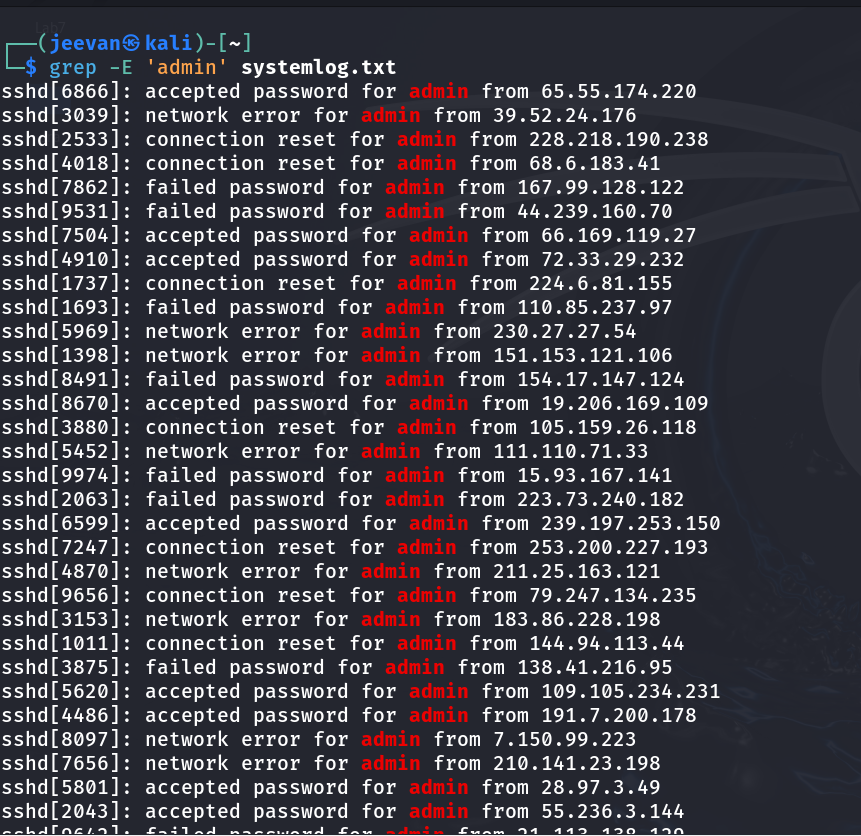 ┌──(jeevan㉿kali)-[~]
└─$ grep -E 'admin' systemlog.txt
sshd[6866]: accepted password for admin from 65.55.174.220
sshd[3039]: network error for admin from 39.52.24.176
sshd[2533]: connection reset for admin from 228.218.190.238
sshd[4018]: connection reset for admin from 68.6.183.41
sshd[7862]: failed password for admin from 167.99.128.122
sshd[9531]: failed password for admin from 44.239.160.70
sshd[7504]: accepted password for admin from 66.169.119.27
sshd[4910]: accepted password for admin from 72.33.29.232
sshd[1737]: connection reset for admin from 224.6.81.155
sshd[1693]: failed password for admin from 110.85.237.97
sshd[5969]: network error for admin from 230.27.27.54
sshd[1398]: network error for admin from 151.153.121.106
sshd[8491]: failed password for admin from 154.17.147.124
sshd[8670]: accepted password for admin from 19.206.169.109
sshd[3880]: connection reset for admin from 105.159.26.118
sshd[5452]: network error for admin from 111.110.71.33
sshd[9974]: failed password for admin from 15.93.167.141
sshd[2063]: failed password for admin from 223.73.240.182
sshd[6599]: accepted password for admin from 239.197.253.150
sshd[7247]: connection reset for admin from 253.200.227.193
sshd[4870]: network error for admin from 211.25.163.121
sshd[9656]: connection reset for admin from 79.247.134.235
sshd[3153]: network error for admin from 183.86.228.198
sshd[1011]: connection reset for admin from 144.94.113.44
sshd[3875]: failed password for admin from 138.41.216.95
sshd[5620]: accepted password for admin from 109.105.234.231
sshd[4486]: accepted password for admin from 191.7.200.178
sshd[8097]: network error for admin from 7.150.99.223
sshd[7656]: network error for admin from 210.141.23.198
sshd[5801]: accepted password for admin from 28.97.3.49
sshd[2043]: accepted password for admin from 55.236.3.144
failed password for admin from